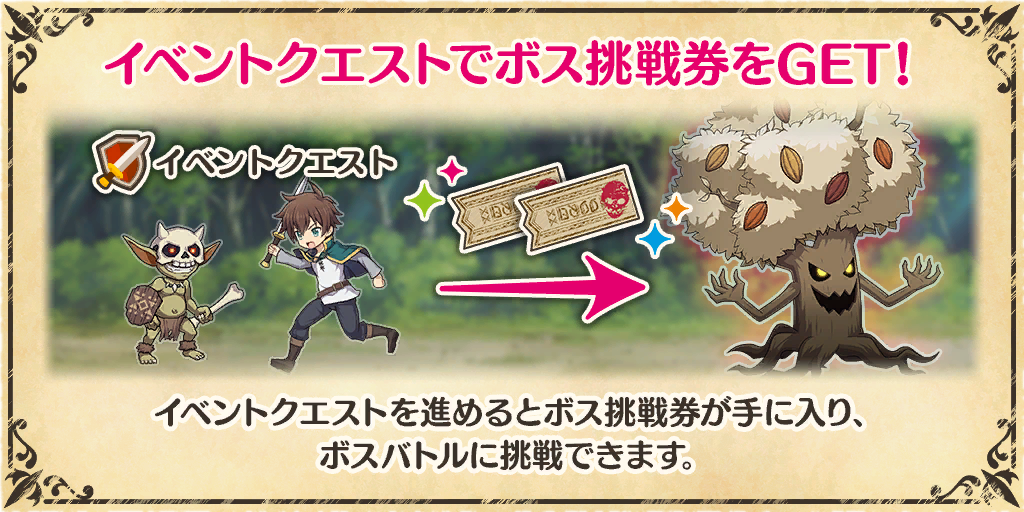 イベントクエストでボス挑戦券をGET!
イベントクエスト
イベントクエストを進めるとボス挑戦券が手に入り、
ボスバトルに挑戦できます。